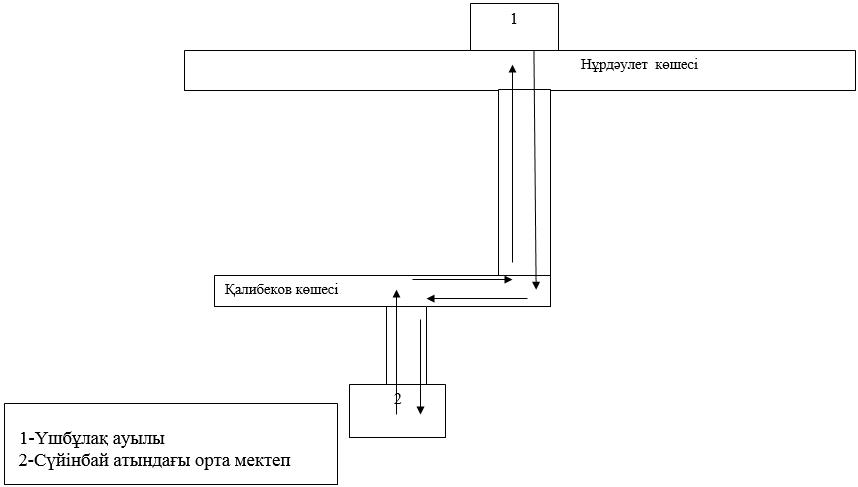 1
Нұрдәулет көшесі
Қалибеков көшесі
2
1-Үшбұлақ ауылы
2-Сүйінбай атындағы орта мектеп